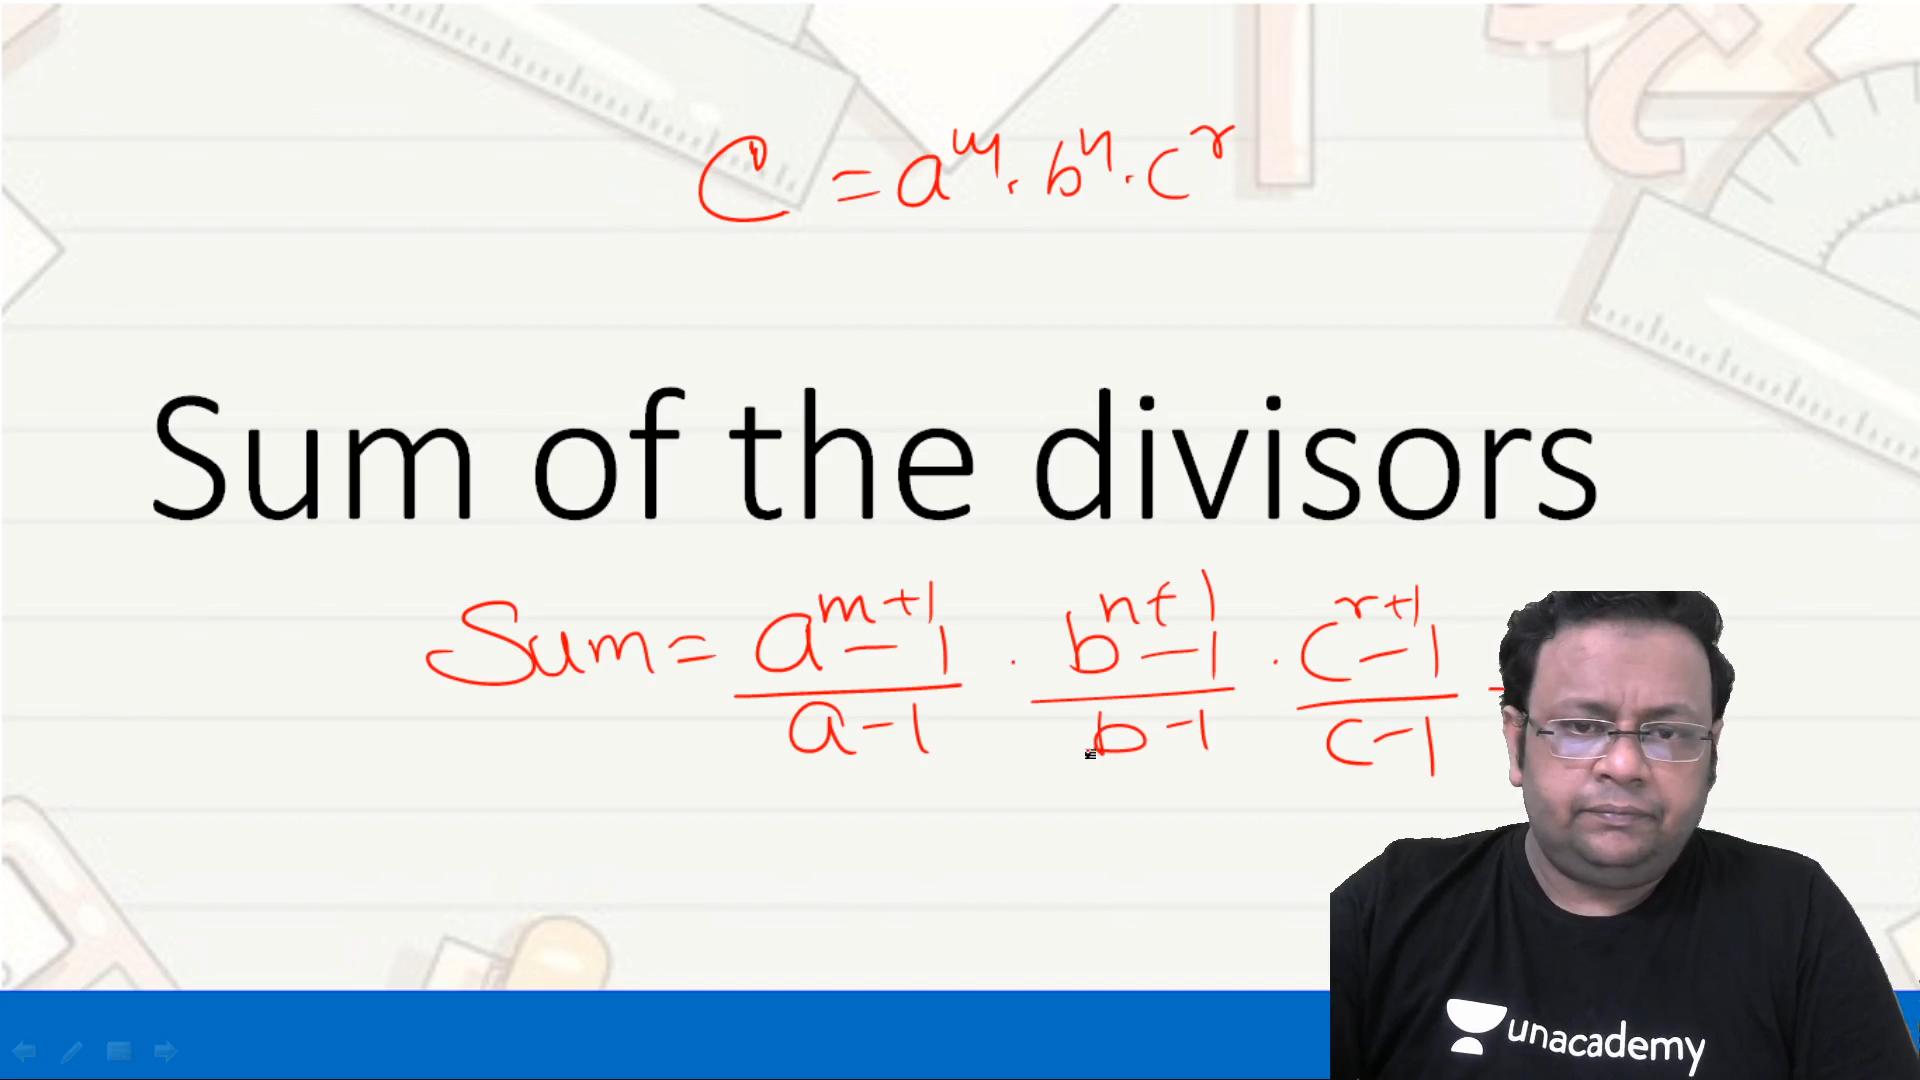 C = a^m · b^n · c^r
Sum of the divisors
Sum = (a^(m+1) - 1)/(a - 1) · (b^(n+1) - 1)/(b - 1) · (c^(r+1) - 1)/(c - 1)
unacademy